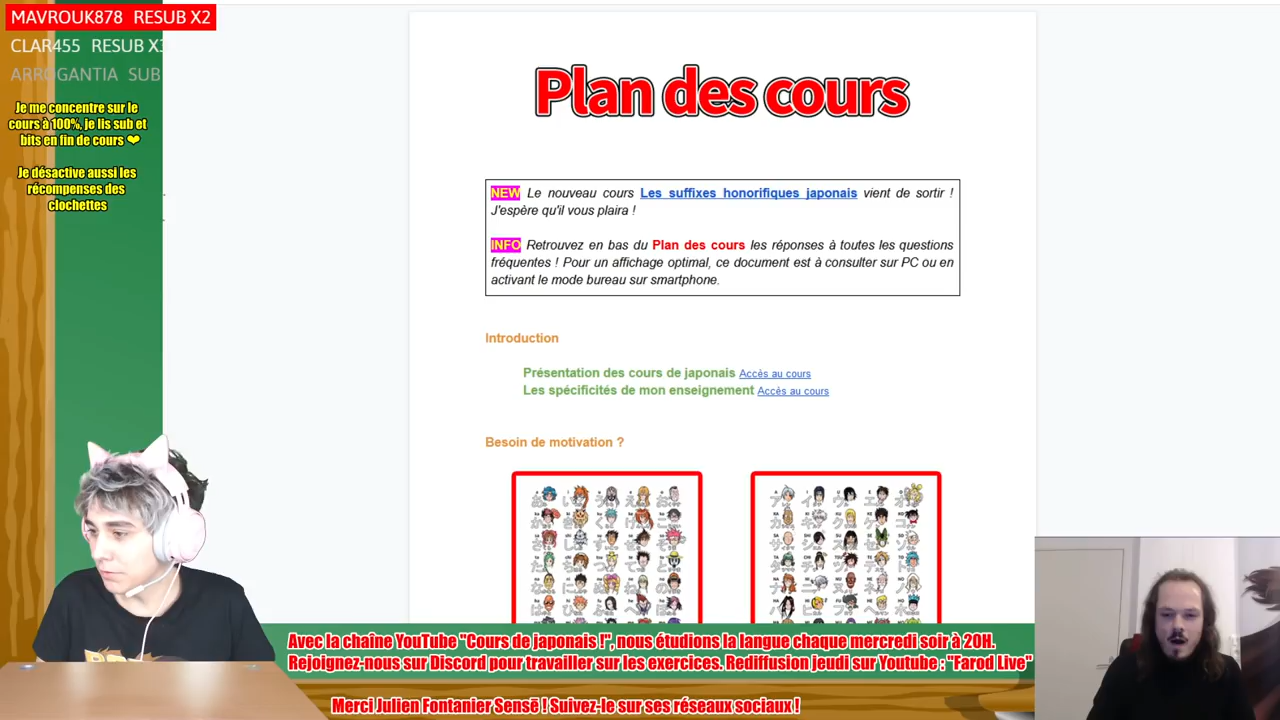 MAVROUK878 RESUB X2
CLAR455 RESUB X3
ARROGANTIA SUB
Je me concentre sur le
cours à 100%, je lis sub et
bits en fin de cours ❤
Je désactive aussi les
récompenses des
clochettes
Plan des cours
NEW Le nouveau cours Les suffixes honorifiques japonais vient de sortir !
J'espère qu'il vous plaira !
INFO Retrouvez en bas du Plan des cours les réponses à toutes les questions
fréquentes ! Pour un affichage optimal, ce document est à consulter sur PC ou en
activant le mode bureau sur smartphone.
Introduction
Présentation des cours de japonais Accès au cours
Les spécificités de mon enseignement Accès au cours
Besoin de motivation ?
Avec la chaîne YouTube "Cours de japonais !", nous étudions la langue chaque mercredi soir à 20H.
Rejoignez-nous sur Discord pour travailler sur les exercices. Rediffusion jeudi sur Youtube : "Farod Live"
Merci Julien Fontanier Sensē ! Suivez-le sur ses réseaux sociaux !